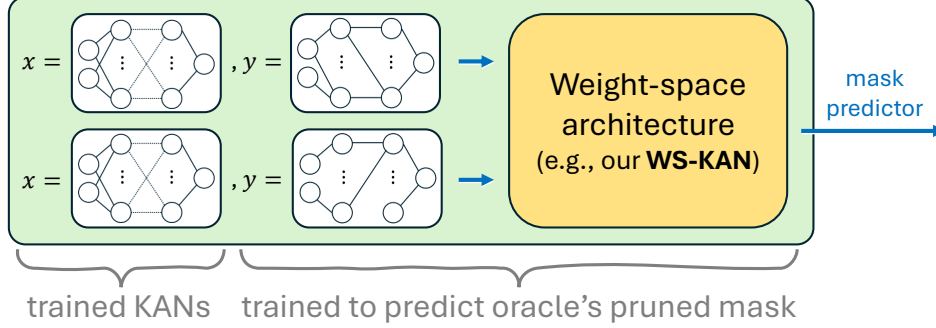 x = , y =
x = , y =
Weight-space
architecture
(e.g., our WS-KAN)
mask
predictor
trained KANs
trained to predict oracle's pruned mask